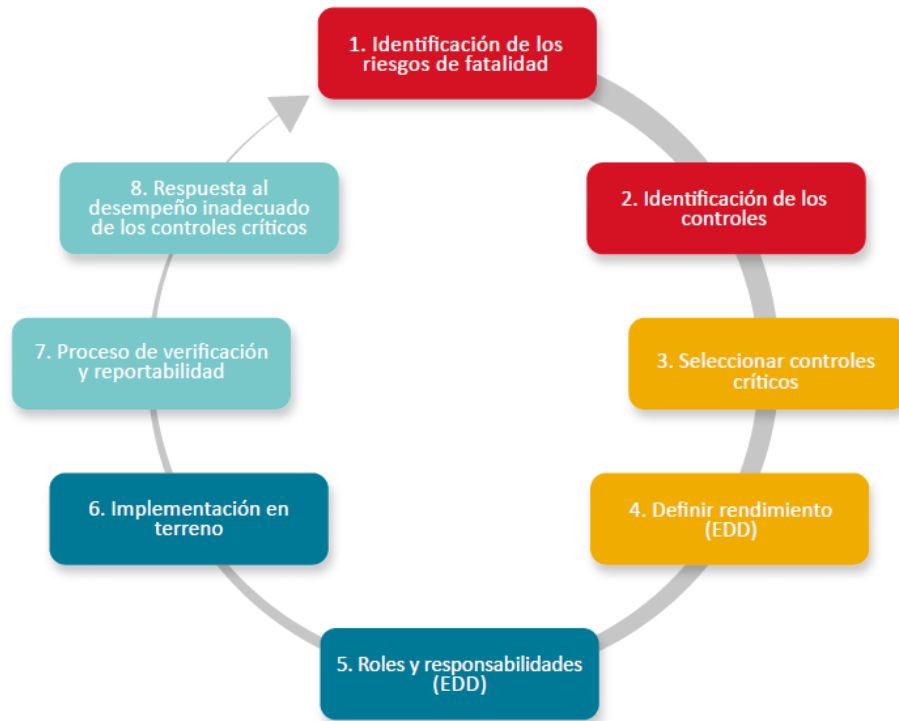 1. Identificación de los
riesgos de fatalidad
2. Identificación de los
controles
3. Seleccionar controles
críticos
4. Definir rendimiento
(EDD)
5. Roles y responsabilidades
(EDD)
6. Implementación en
terreno
7. Proceso de verificación
y reportabilidad
8. Respuesta al
desempeño inadecuado
de los controles críticos